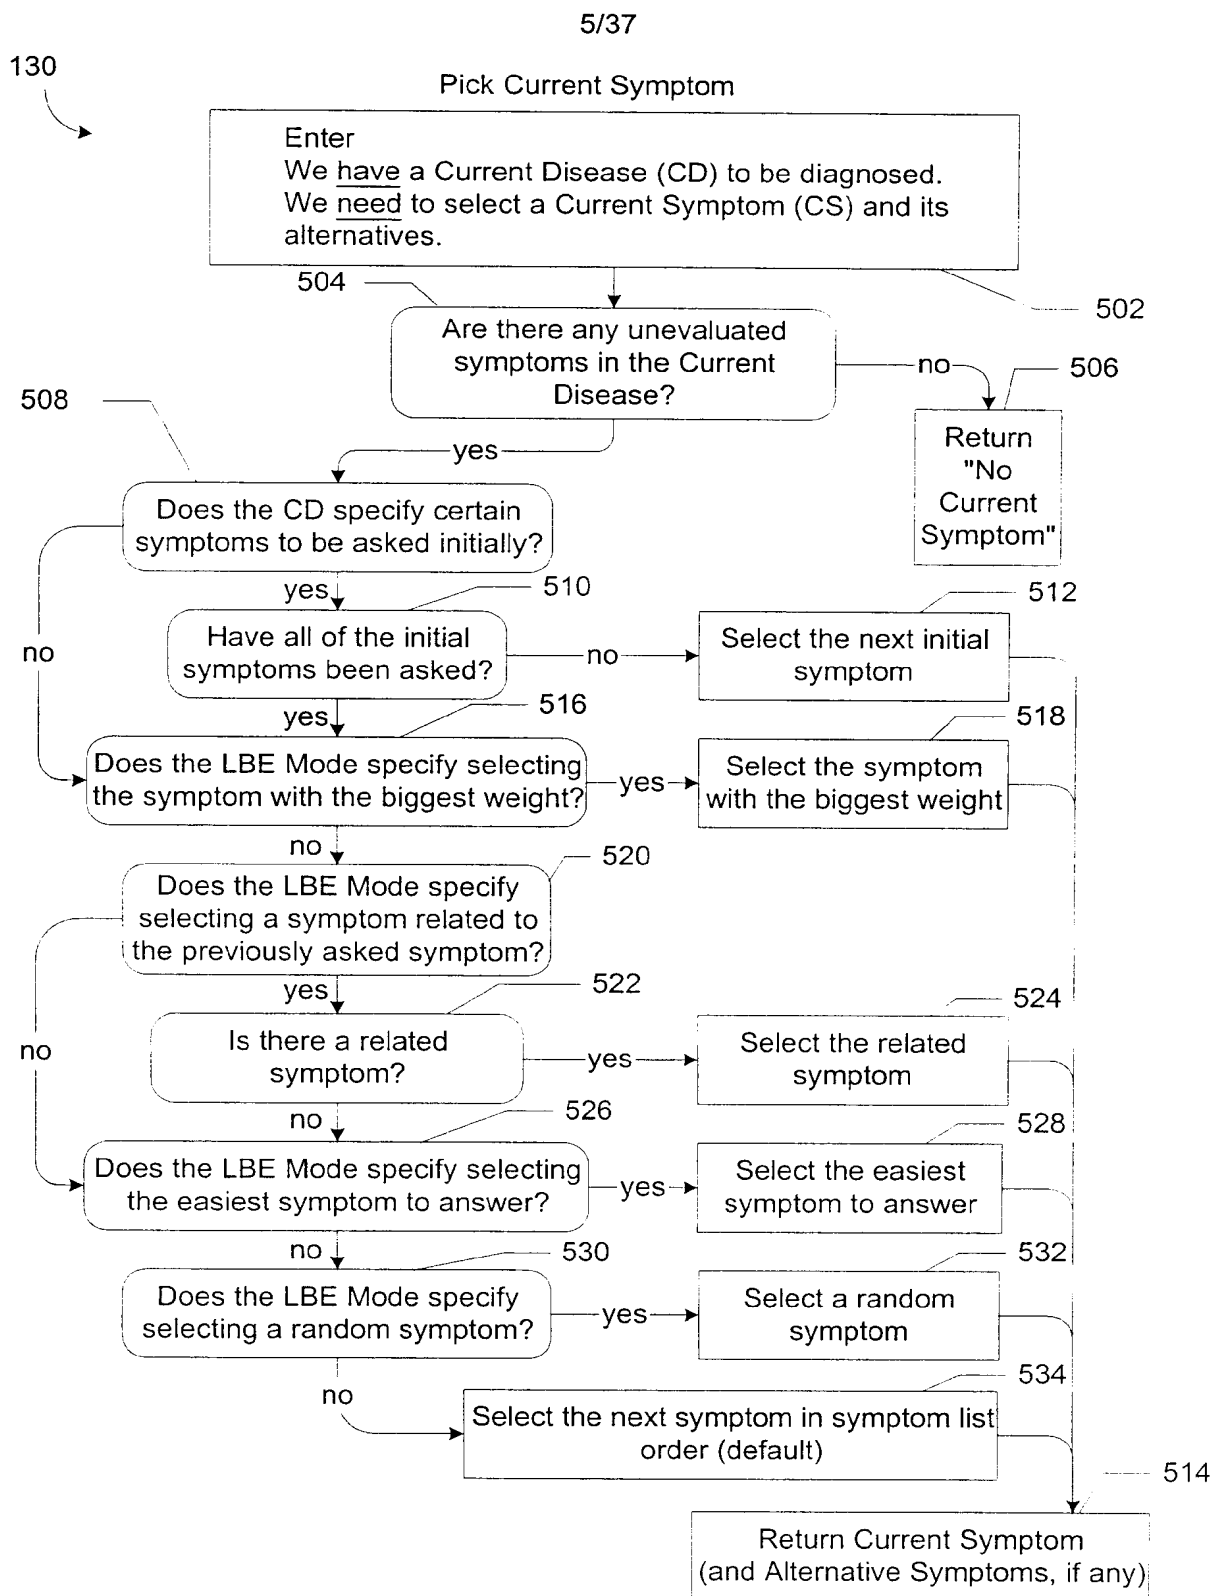 5/37
130
Pick Current Symptom
Enter
We have a Current Disease (CD) to be diagnosed.
We need to select a Current Symptom (CS) and its
alternatives.
504
502
Are there any unevaluated
symptoms in the Current
Disease?
no
506
Return
"No
Current
Symptom"
508
yes
Does the CD specify certain
symptoms to be asked initially?
yes
510
512
no
Have all of the initial
symptoms been asked?
no
Select the next initial
symptom
yes
516
518
Does the LBE Mode specify selecting
the symptom with the biggest weight?
yes
Select the symptom
with the biggest weight
no
520
Does the LBE Mode specify
selecting a symptom related to
the previously asked symptom?
yes
522
524
no
Is there a related
symptom?
yes
Select the related
symptom
no
526
528
Does the LBE Mode specify selecting
the easiest symptom to answer?
yes
Select the easiest
symptom to answer
no
530
532
Does the LBE Mode specify
selecting a random symptom?
yes
Select a random
symptom
no
534
Select the next symptom in symptom list
order (default)
514
Return Current Symptom
(and Alternative Symptoms, if any)